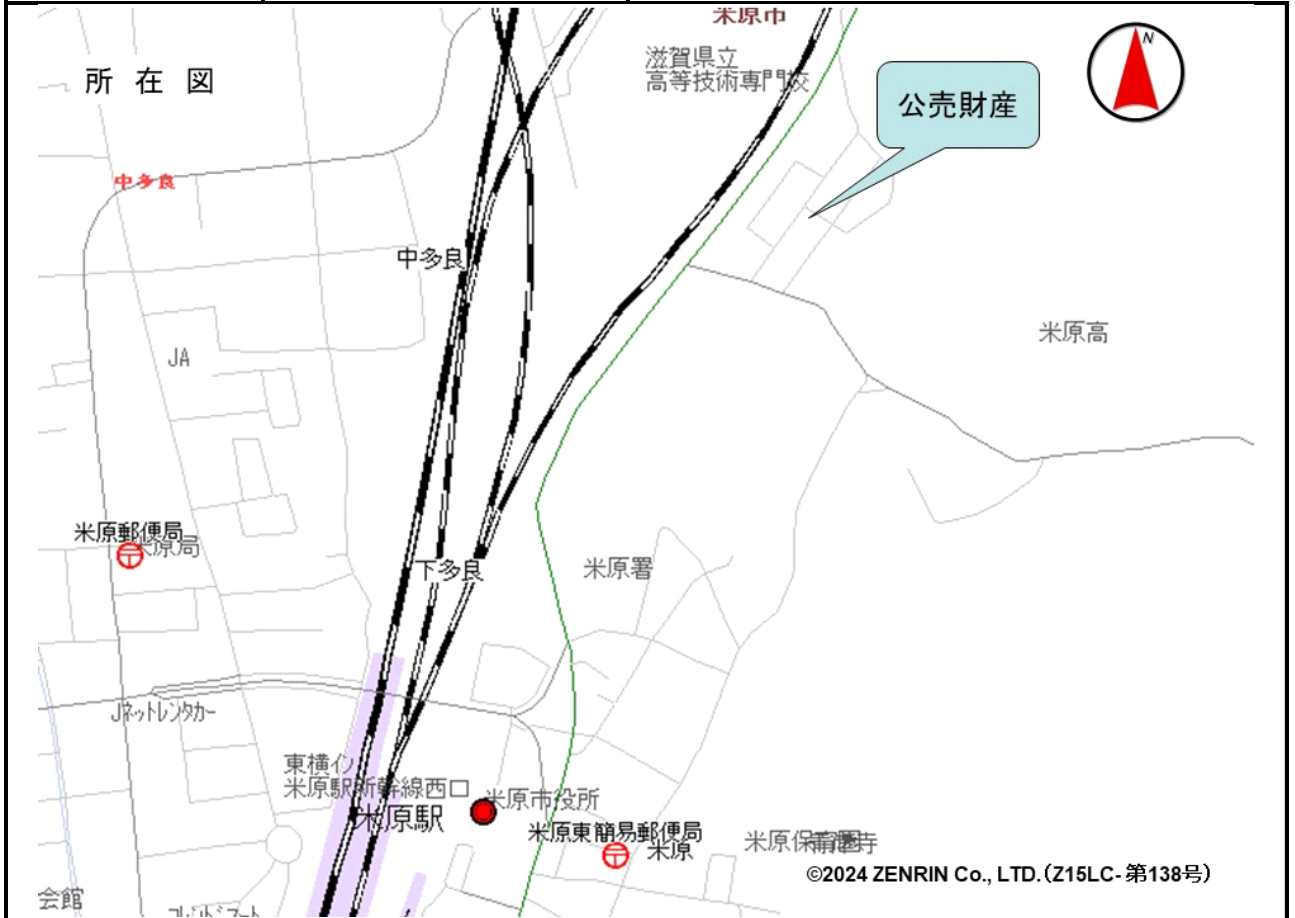 米原市
滋賀県立
高等技術専門校
N
所在図
公売財産
中多良
中多良
米原高
JA
米原郵便局
米原局
下多良
米原署
Jネットレンタカー
東横イン
米原駅新幹線西口
米原駅
米原市役所
米原東簡易郵便局
米原
米原保育園
©2024 ZENRIN Co., LTD.(Z15LC-第138号)
会館